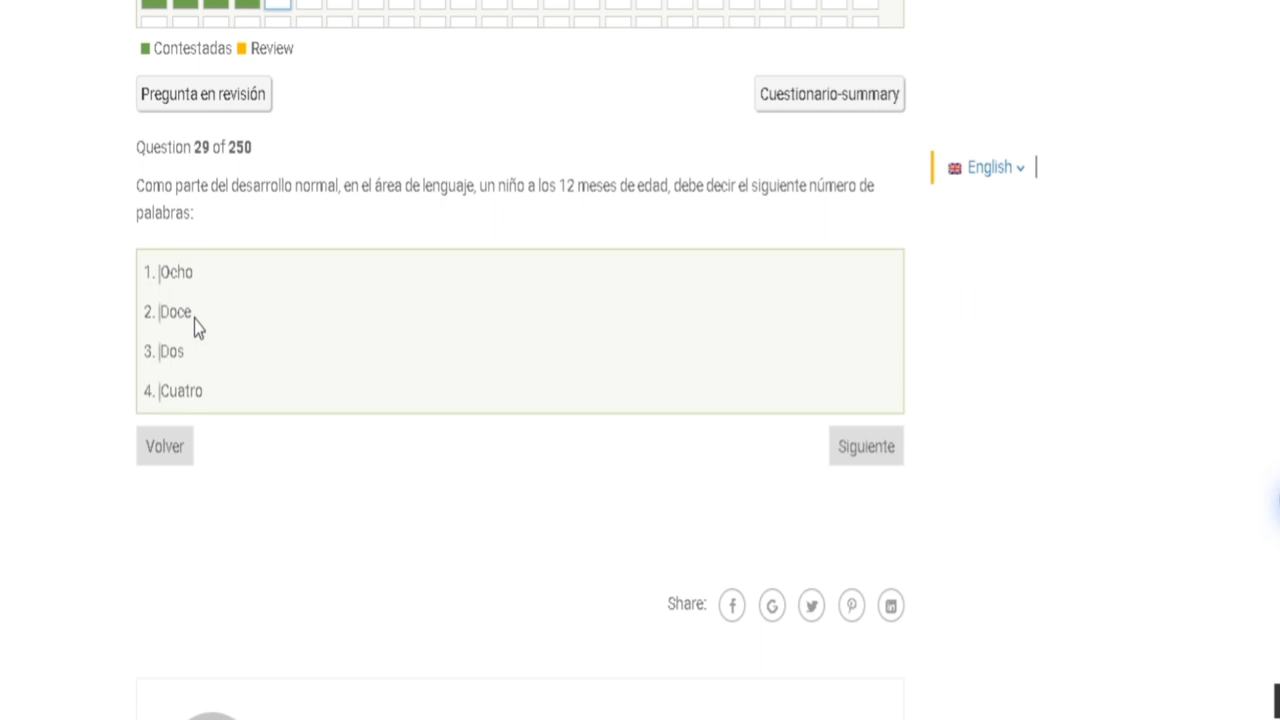 Contestadas Review
Pregunta en revisión Cuestionario-summary
Question 29 of 250
English
Como parte del desarrollo normal, en el área de lenguaje, un niño a los 12 meses de edad, debe decir el siguiente número de
palabras:
1. Ocho
2. Doce
3. Dos
4. Cuatro
Volver Siguiente
Share: